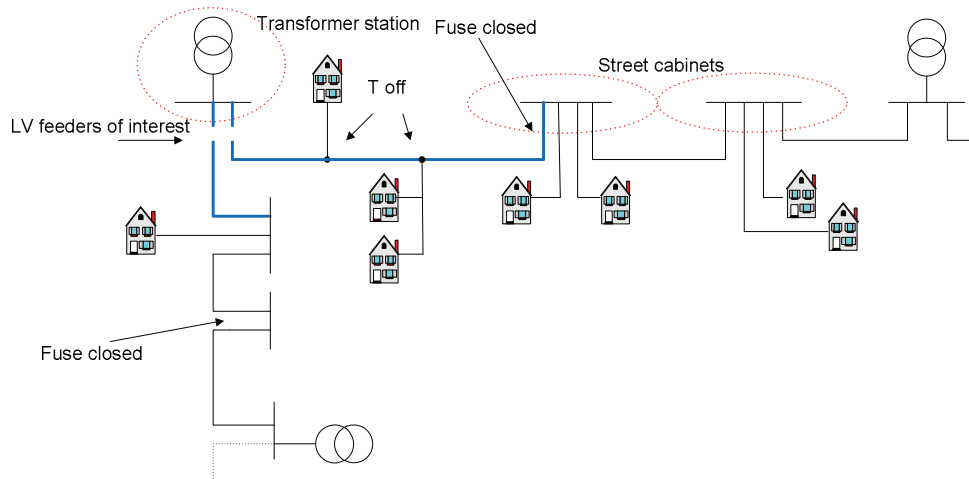 Transformer station
Fuse closed
Street cabinets
T off
LV feeders of interest
Fuse closed